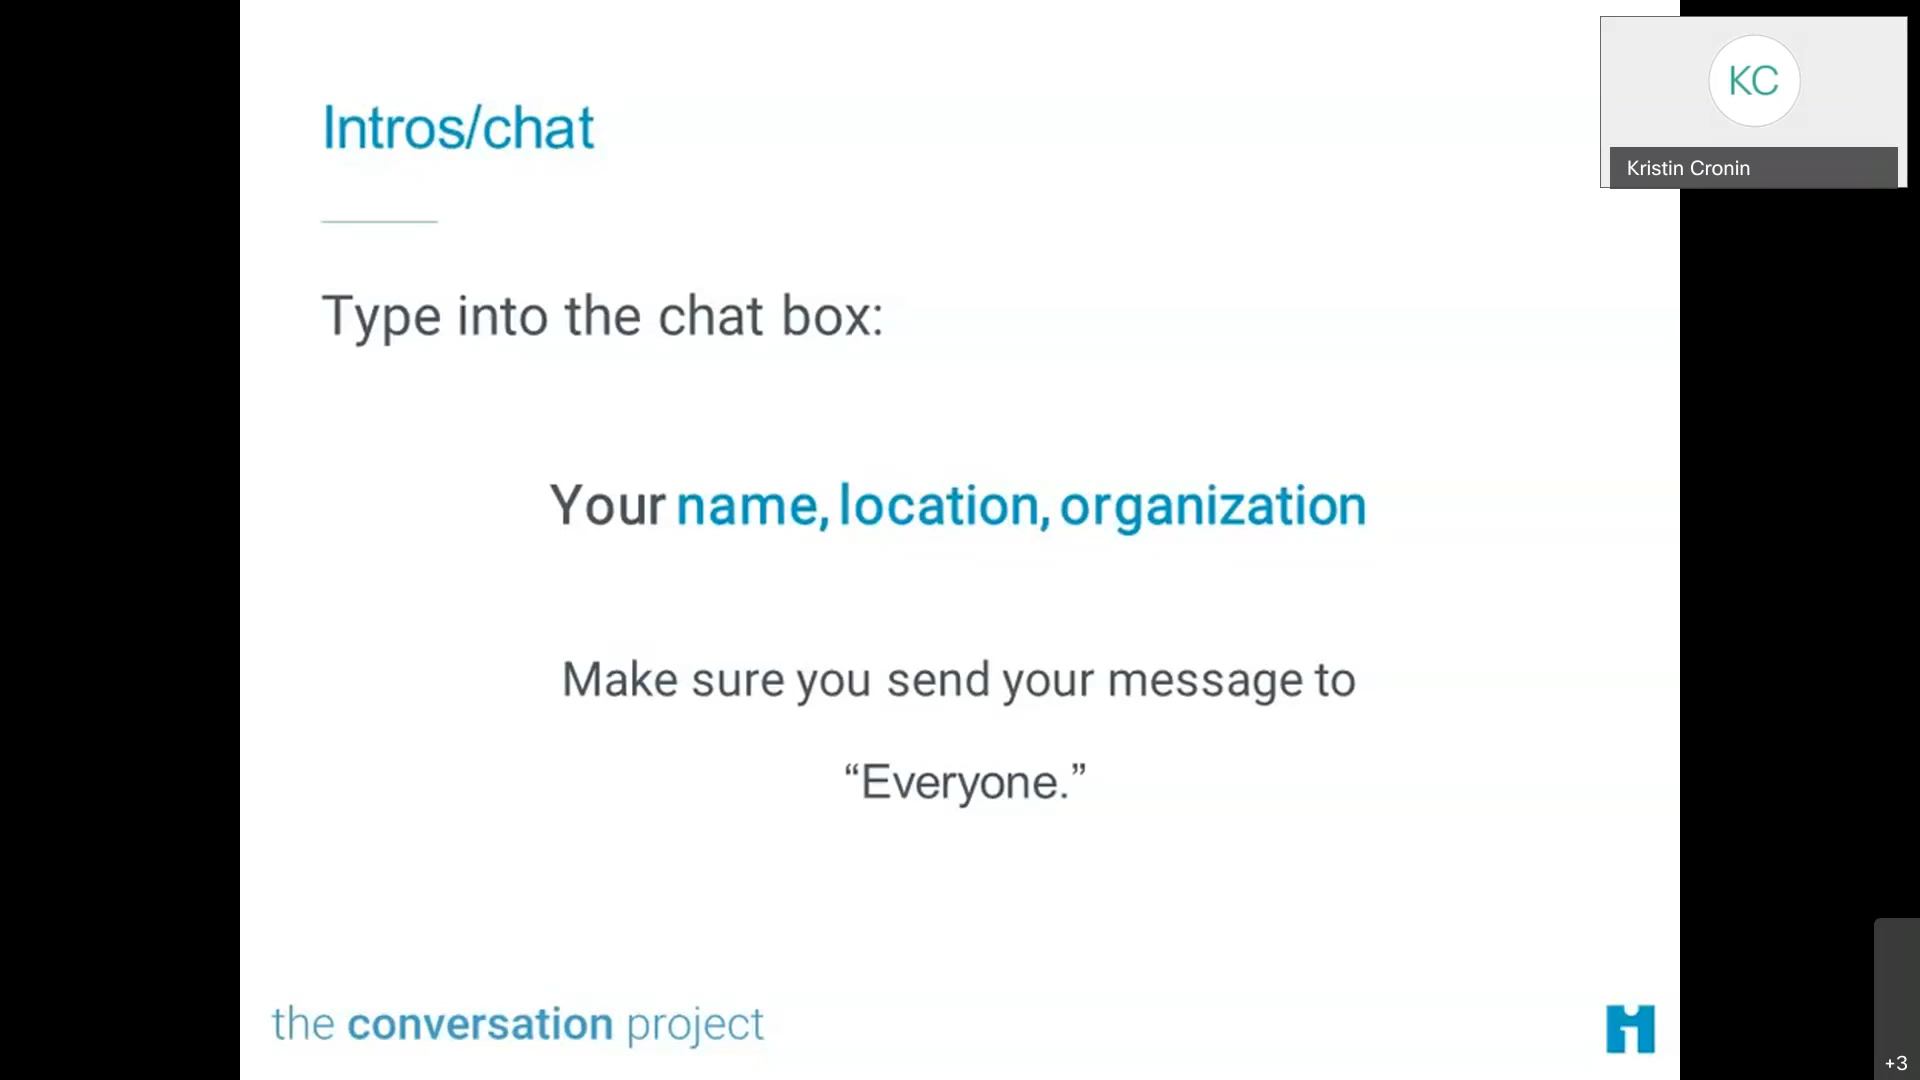 Intros/chat
KC
Kristin Cronin
Type into the chat box:
Your name, location, organization
Make sure you send your message to
“Everyone.”
the conversation project
+3